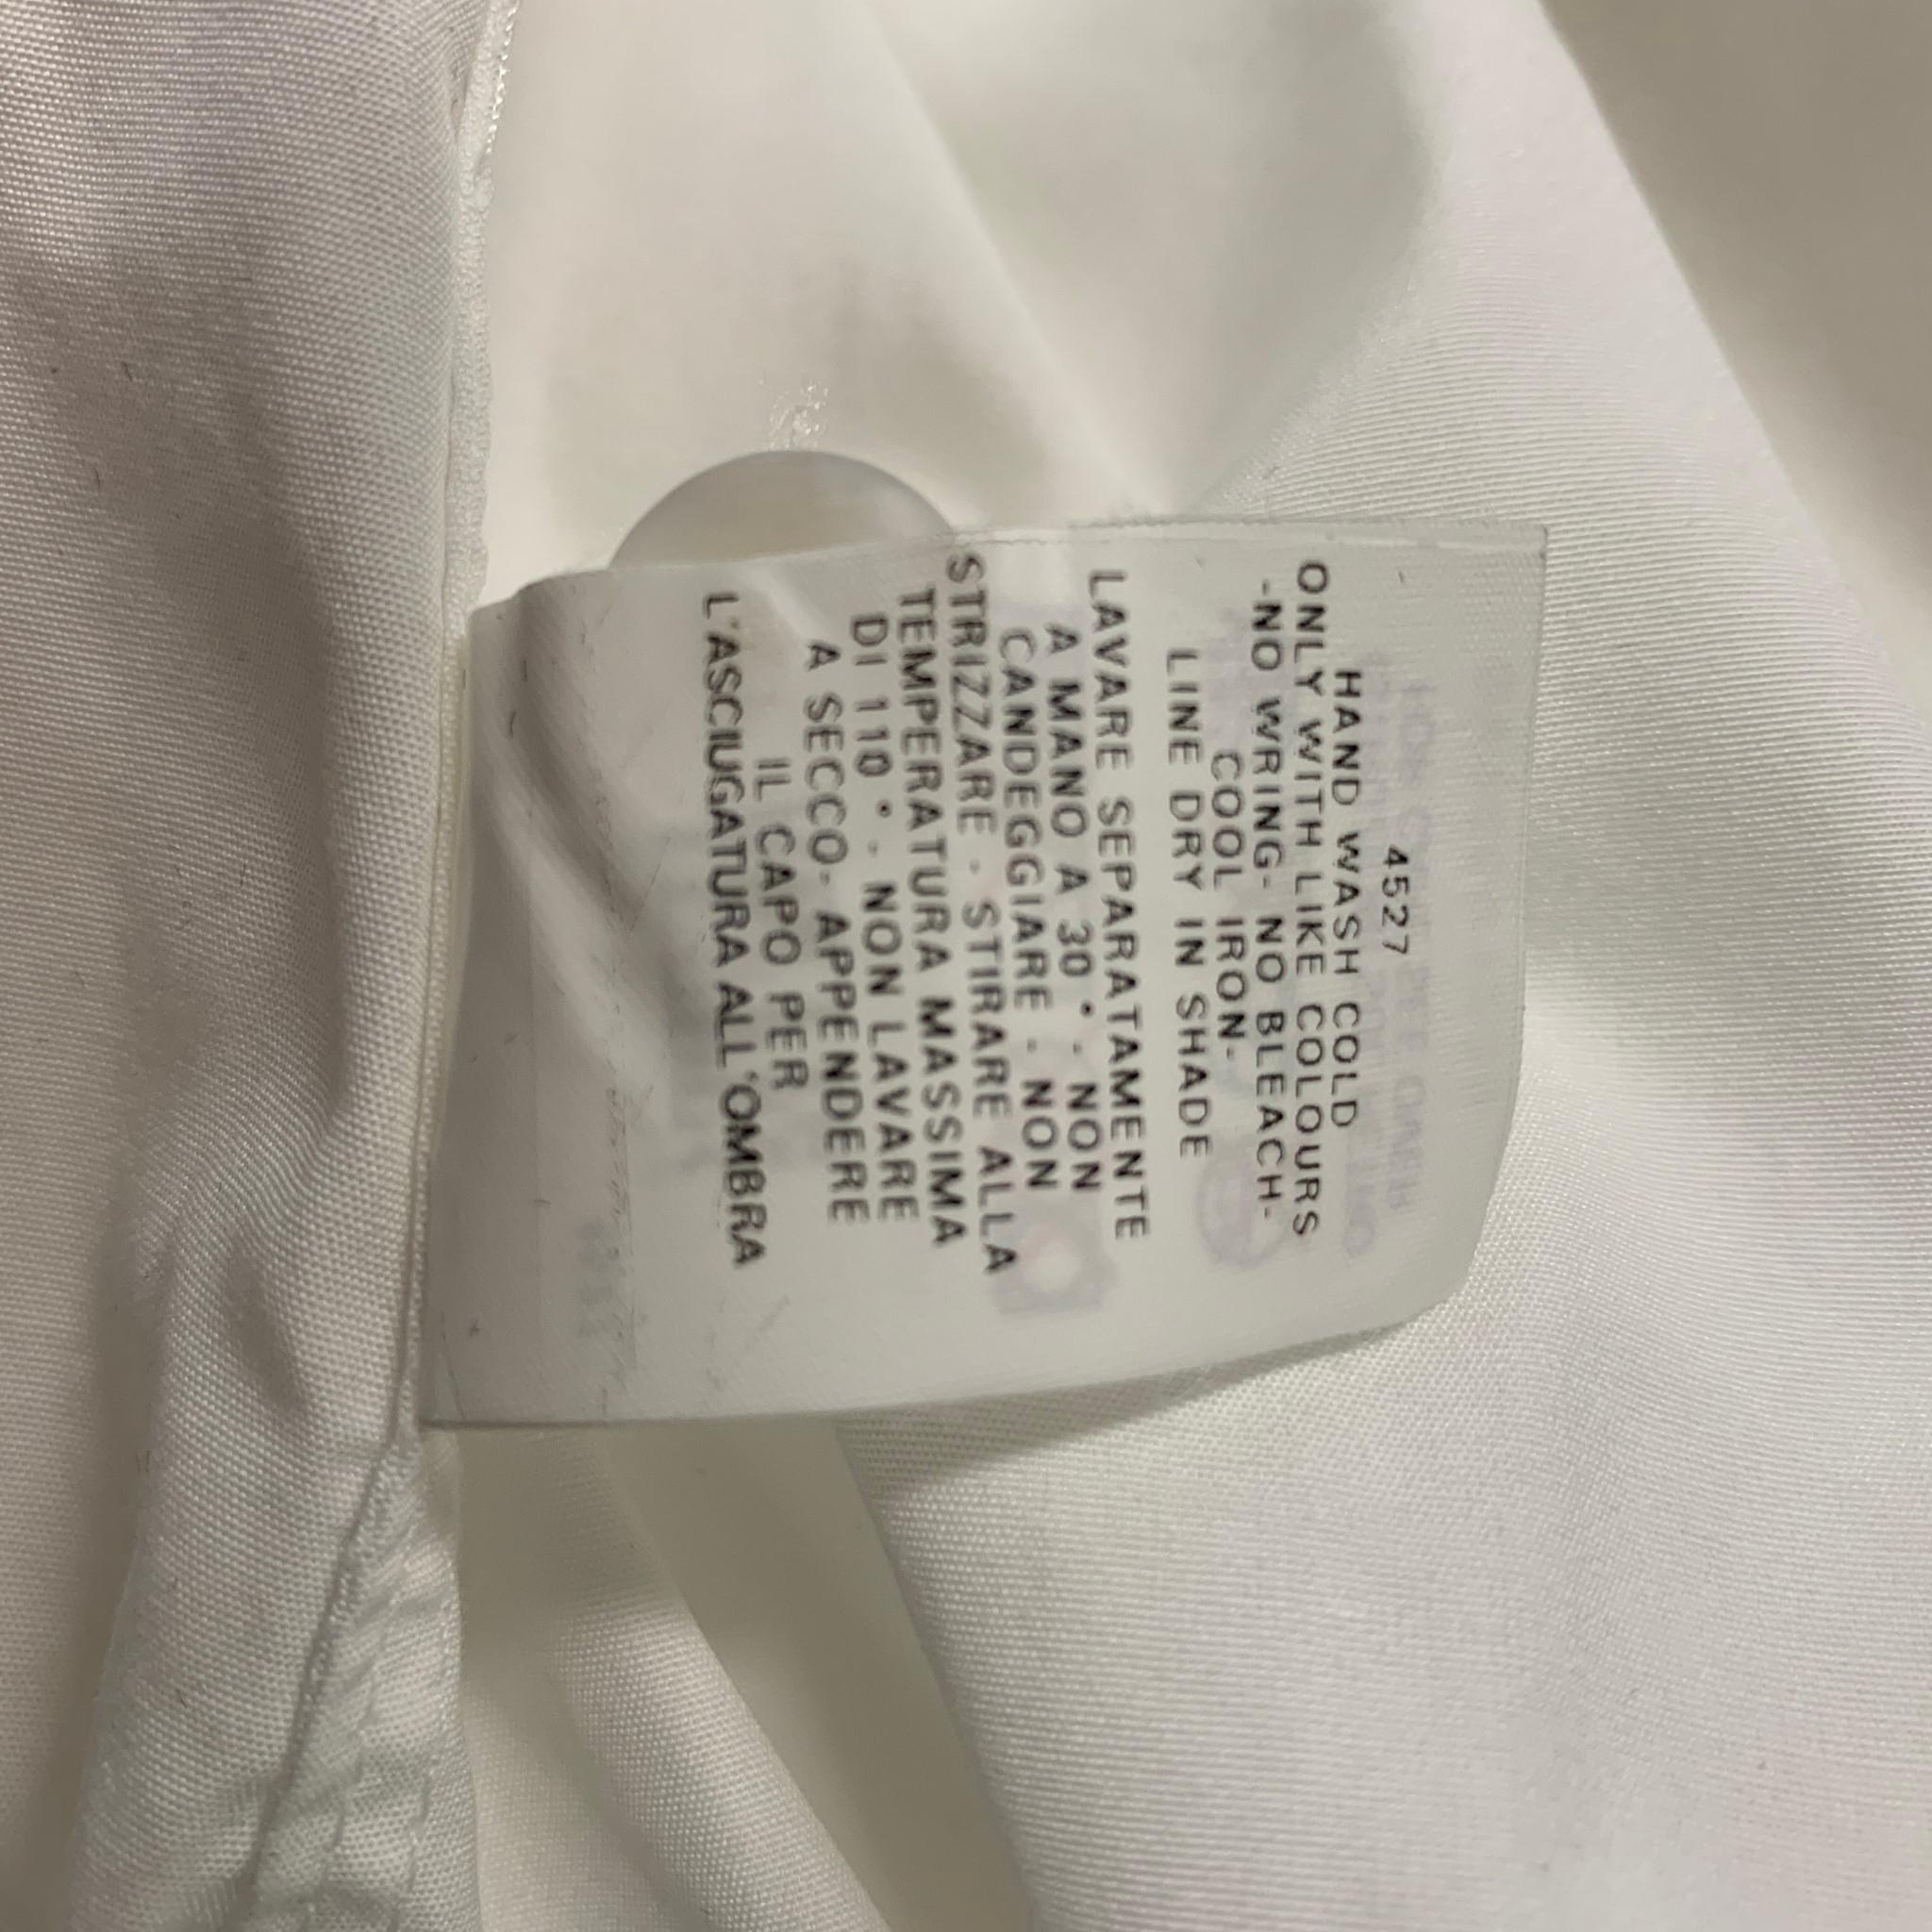 4527
HAND WASH COLD
ONLY WITH LIKE COLOURS
-NO WRING- NO BLEACH-
COOL IRON-
LINE DRY IN SHADE
LAVARE SEPARATAMENTE
A MANO A 30° - NON
CANDEGGIARE - NON
STRIZZARE - STIRARE ALLA
TEMPERATURA MASSIMA
DI 110° - NON LAVARE
A SECCO- APPENDERE
IL CAPO PER
L'ASCIUGATURA ALL'OMBRA